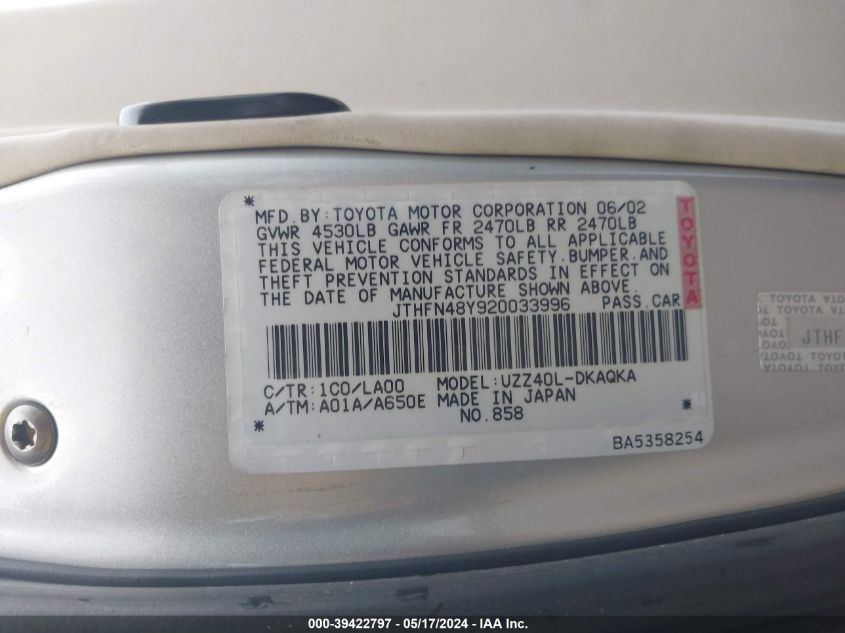 MFD.BY:TOYOTA MOTOR CORPORATION 06/02
GVWR 4530LB GAWR FR 2470LB RR 2470LB
THIS VEHICLE CONFORMS TO ALL APPLICABLE
FEDERAL MOTOR VEHICLE SAFETY.BUMPER.AND
THEFT PREVENTION STANDARDS IN EFFECT ON
THE DATE OF MANUFACTURE SHOWN ABOVE.
JTHFN48Y920033996 PASS.CAR
TOYOTA
C/TR:1C0/LA00 MODEL:UZZ40L-DKAQKA
A/TM:A01A/A650E MADE IN JAPAN
NO.858
BA5358254
TOYOTA
JTHF
000-39422797 - 05/17/2024 - IAA Inc.